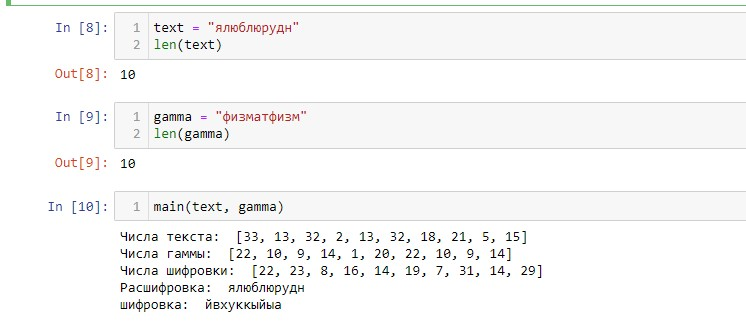 In [8]: 1 text = "ялюблюрудн"
2 len(text)
Out[8]: 10
In [9]: 1 gamma = "физматфизм"
2 len(gamma)
Out[9]: 10
In [10]: 1 main(text, gamma)
Числа текста: [33, 13, 32, 2, 13, 32, 18, 21, 5, 15]
Числа гаммы: [22, 10, 9, 14, 1, 20, 22, 10, 9, 14]
Числа шифровки: [22, 23, 8, 16, 14, 19, 7, 31, 14, 29]
Расшифровка: ялюблюрудн
шифровка: йвхуккыйыа